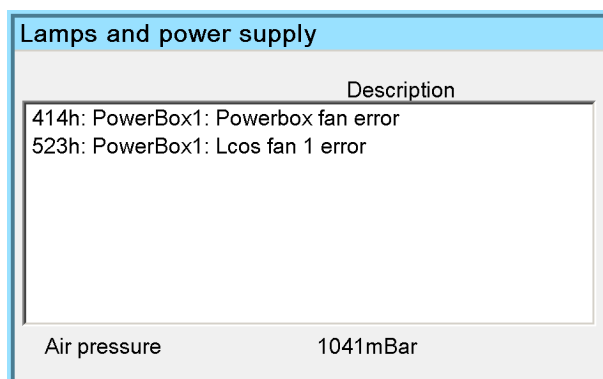 Lamps and power supply
Description
414h: PowerBox1: Powerbox fan error
523h: PowerBox1: Lcos fan 1 error
Air pressure 1041mBar